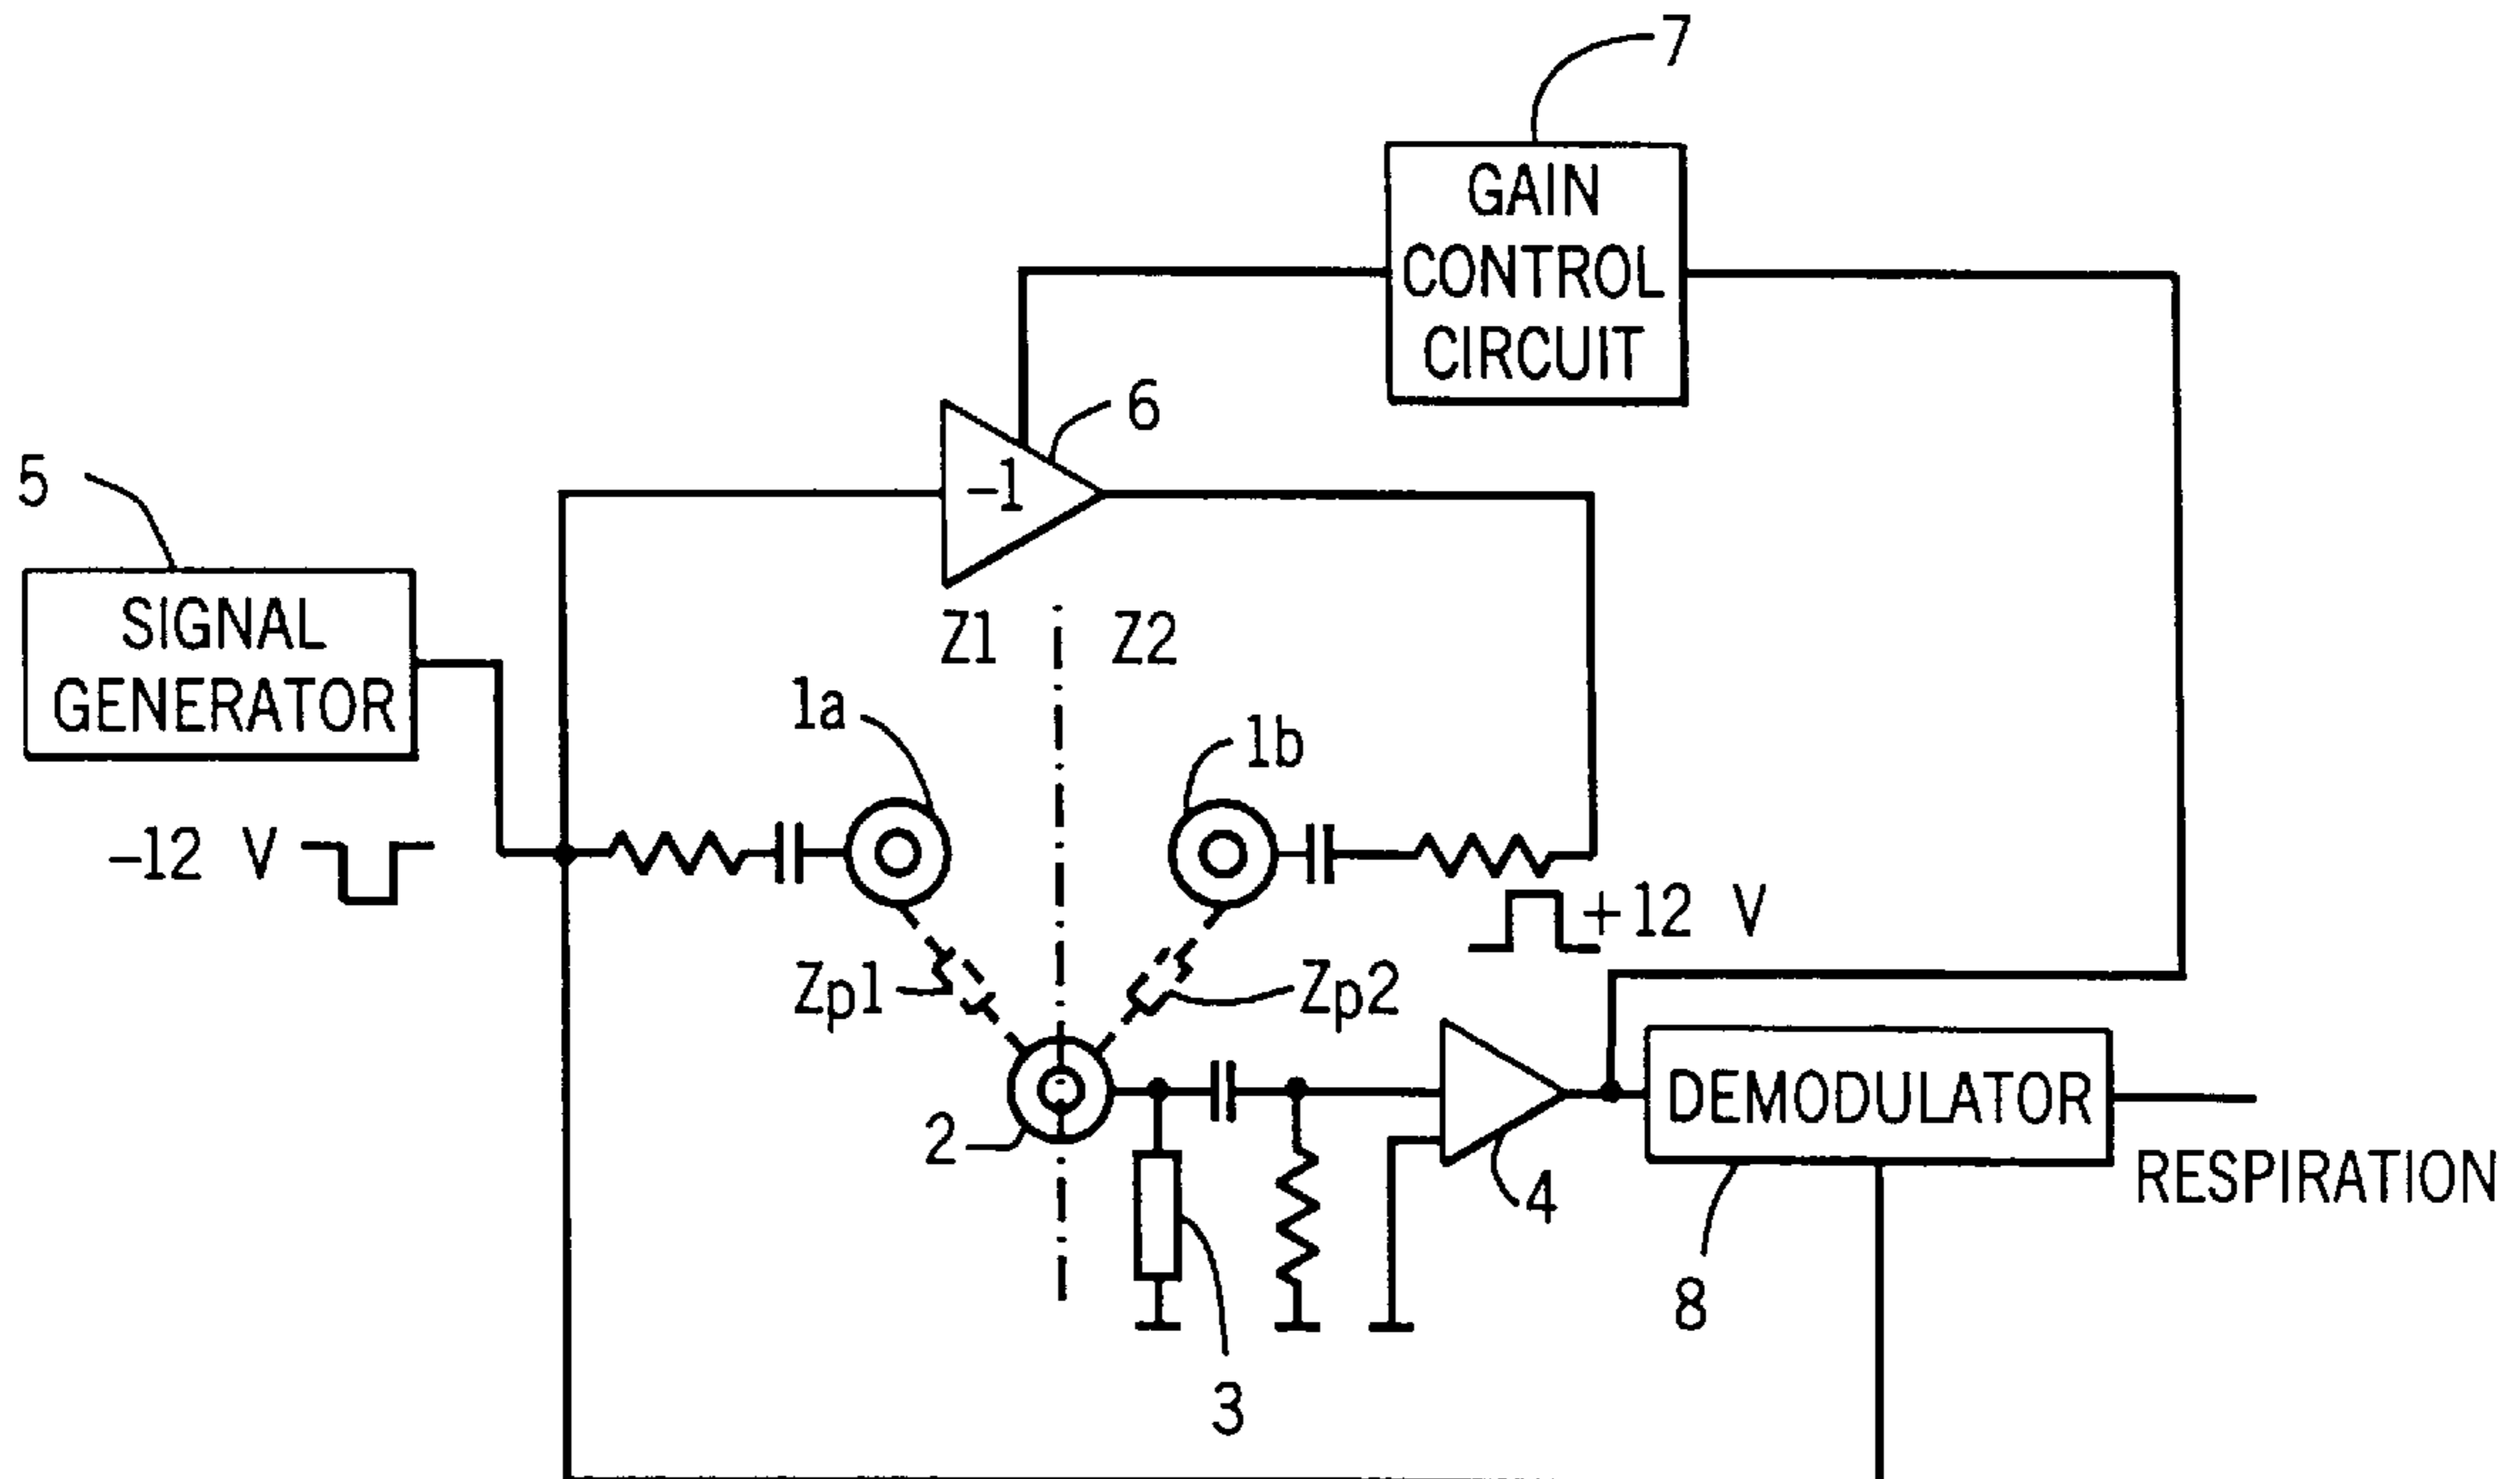 7
GAIN
CONTROL
CIRCUIT
6
-1
5
SIGNAL
GENERATOR
Z1
Z2
1a
1b
-12 V
+12 V
Zp1
Zp2
DEMODULATOR
2
4
RESPIRATION
8
3